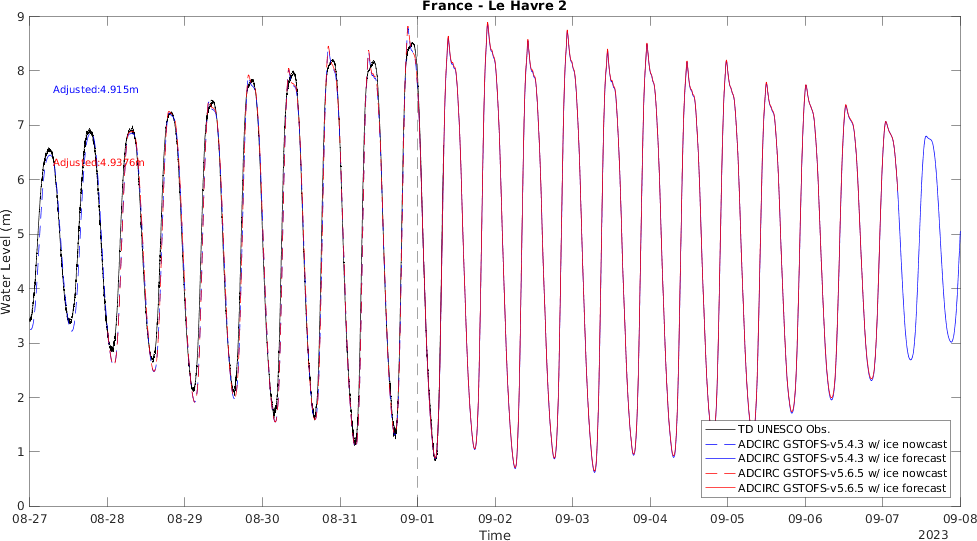 France - Le Havre 2
Water Level (m)
9
8
7
6
5
4
3
2
1
0
Adjusted:4.915m
Adjusted:4.9376m
TD UNESCO Obs.
ADCIRC GSTOFS-v5.4.3 w/ ice nowcast
ADCIRC GSTOFS-v5.4.3 w/ ice forecast
ADCIRC GSTOFS-v5.6.5 w/ ice nowcast
ADCIRC GSTOFS-v5.6.5 w/ ice forecast
08-27 08-28 08-29 08-30 08-31 09-01 09-02 09-03 09-04 09-05 09-06 09-07 09-08
Time
2023